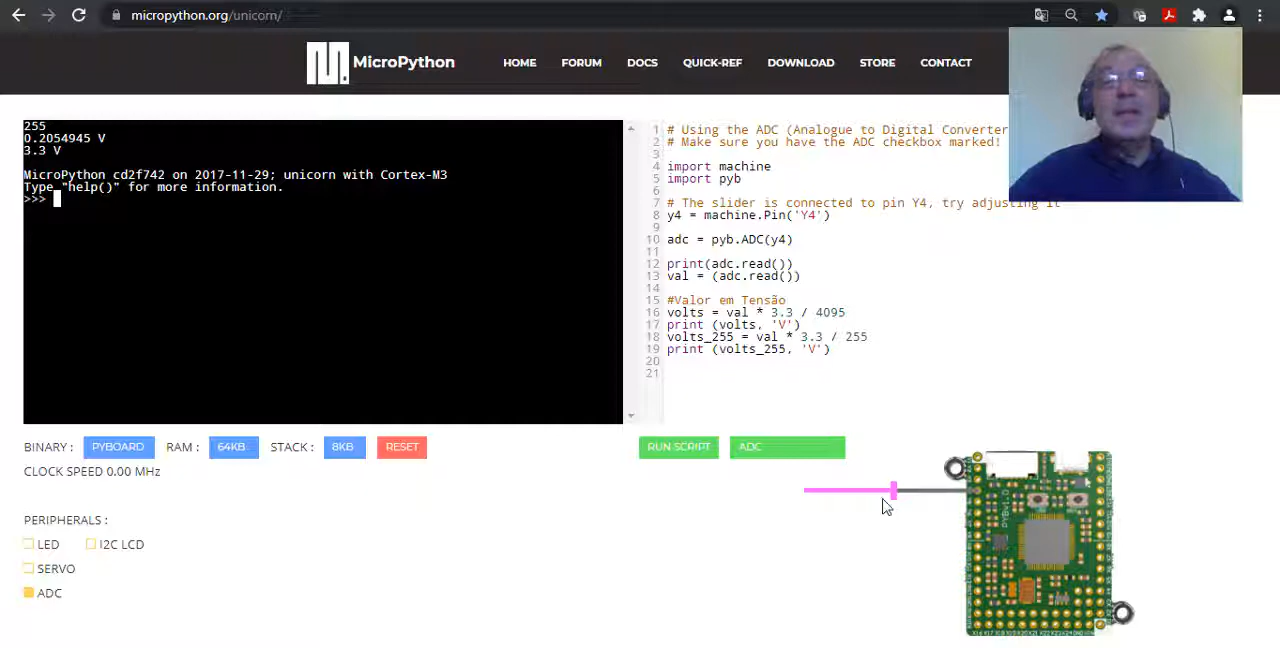 micropython.org/unicorn/
MicroPython
HOME FORUM DOCS QUICK-REF DOWNLOAD STORE CONTACT
255
0.2054945 V
3.3 V
MicroPython cd2f742 on 2017-11-29; unicorn with Cortex-M3
Type "help()" for more information.
>>>
1 # Using the ADC (Analogue to Digital Converter
2 # Make sure you have the ADC checkbox marked!
3
4 import machine
5 import pyb
6
7 # The slider is connected to pin Y4, try adjusting it
8 y4 = machine.Pin('Y4')
9
10 adc = pyb.ADC(y4)
11
12 print(adc.read())
13 val = (adc.read())
14
15 #Valor em Tensão
16 volts = val * 3.3 / 4095
17 print (volts, 'V')
18 volts_255 = val * 3.3 / 255
19 print (volts_255, 'V')
20
21
BINARY : PYBOARD RAM : 64KB STACK : 8KB RESET
RUN SCRIPT ADC
CLOCK SPEED 0.00 MHz
PERIPHERALS :
LED I2C LCD
SERVO
ADC
PYBv1.0